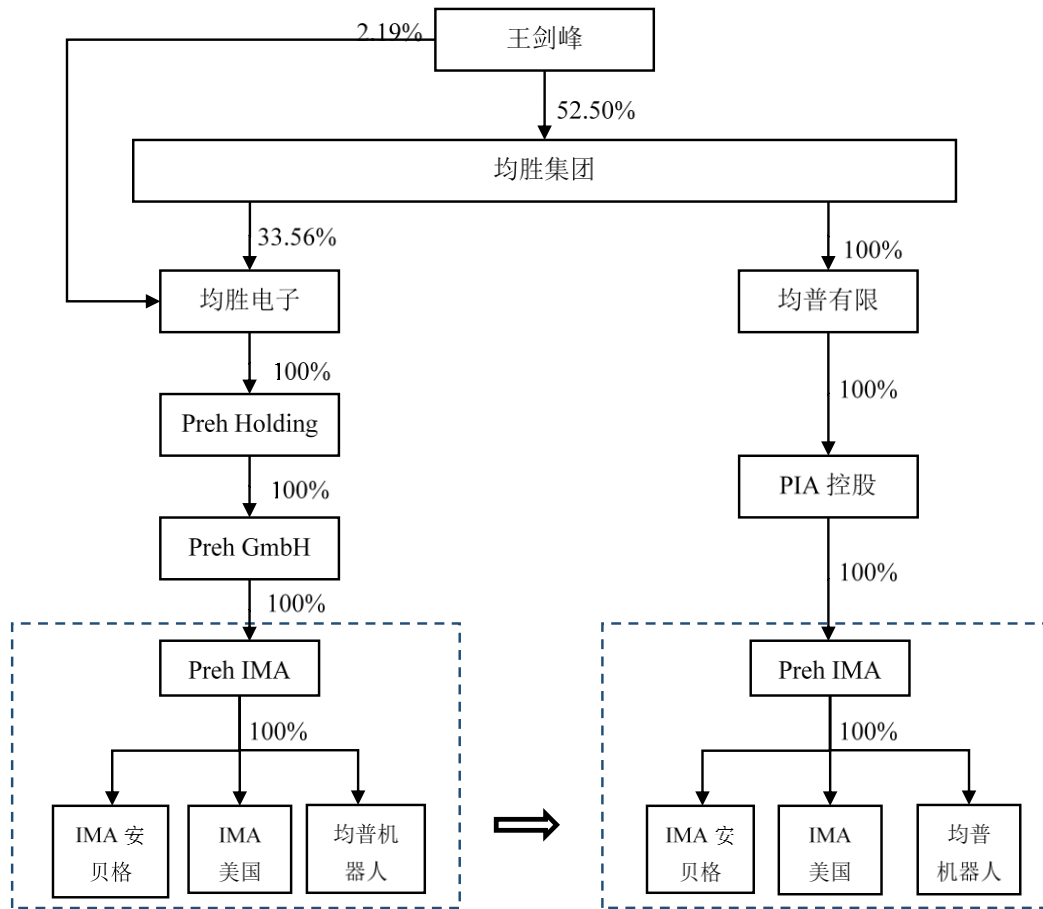 王剑峰
2.19%
52.50%
均胜集团
33.56%
100%
均胜电子
均普有限
100%
100%
Preh Holding
100%
PIA 控股
Preh GmbH
100%
100%
Preh IMA
Preh IMA
100%
100%
IMA 安
贝格
IMA
美国
均普机
器人
IMA 安
贝格
IMA
美国
均普
机器人